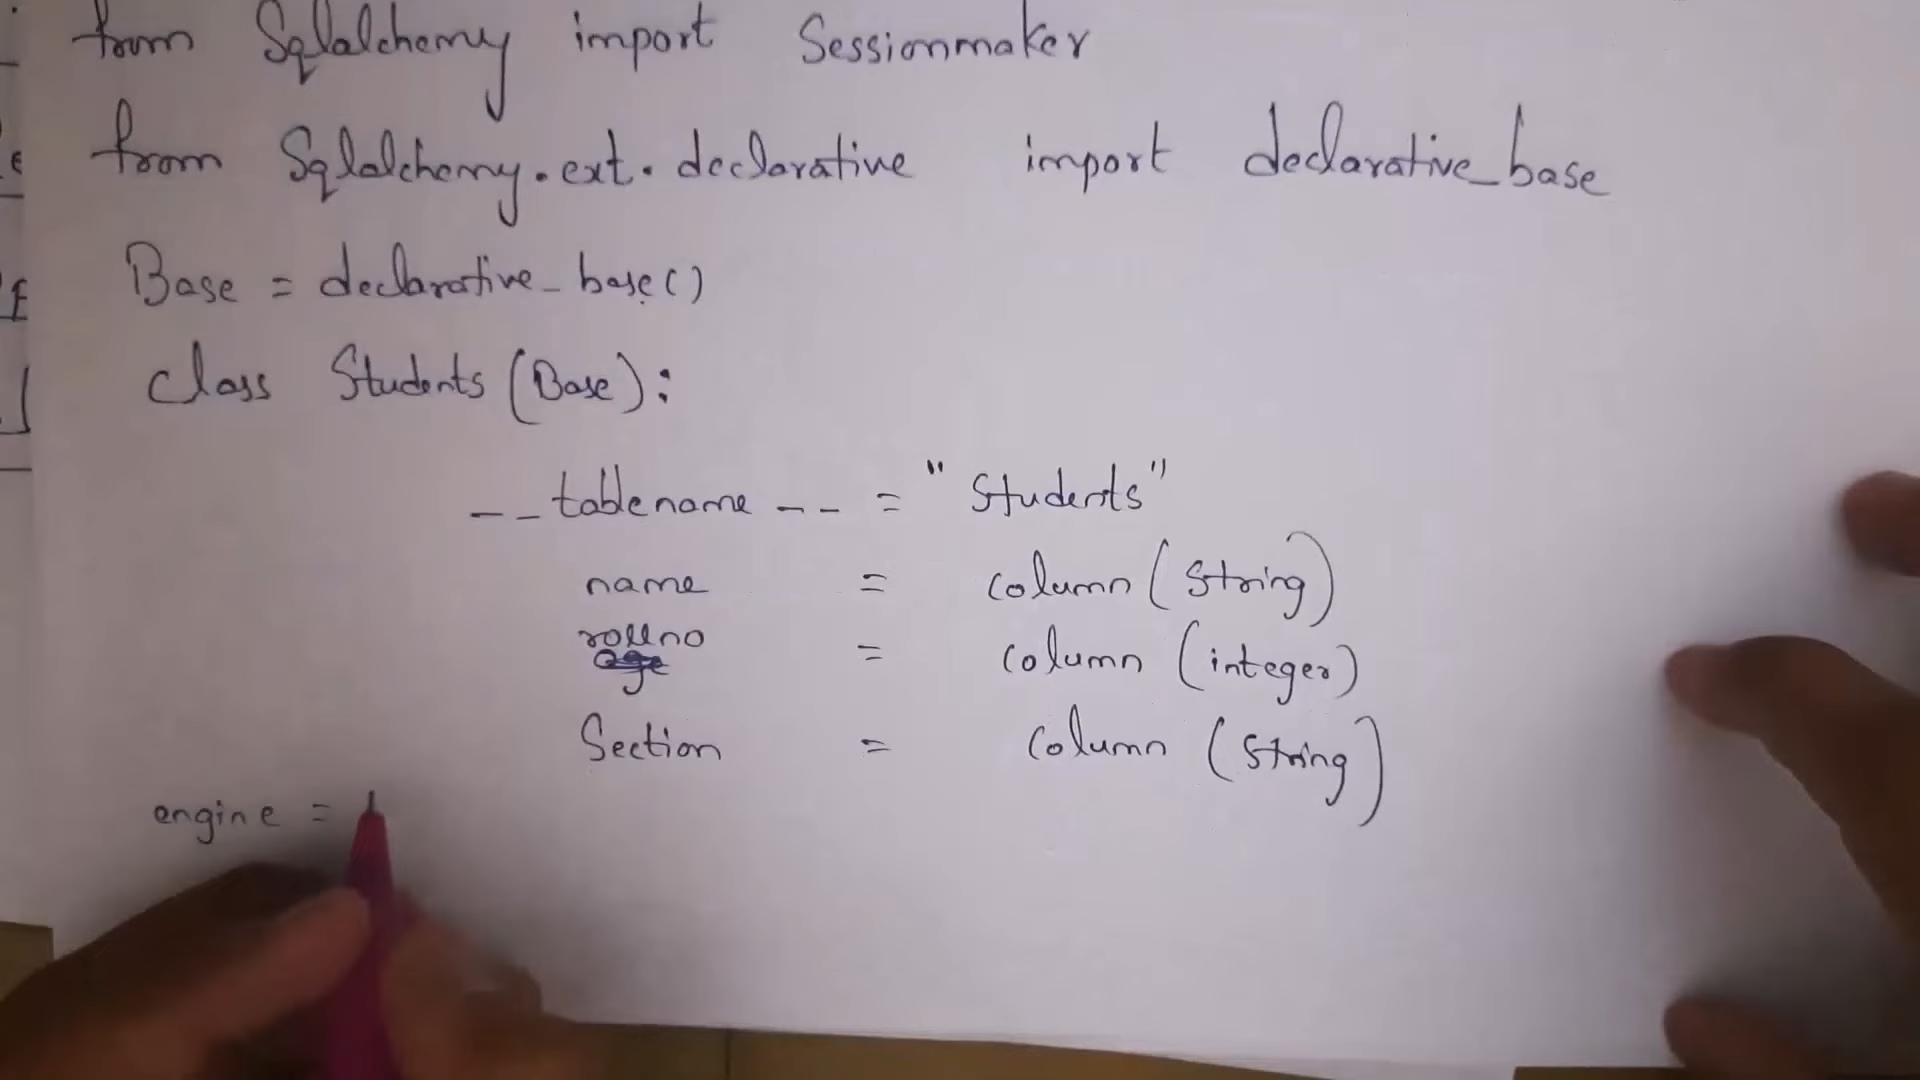 from Sqlalchemy import Sessionmaker
from Sqlalchemy.ext.declarative import declarative_base
Base = declarative_base()
class Students (Base):
__tablename__ = "Students"
name = column (String)
rollno = column (integer)
Section = column (String)
engine =